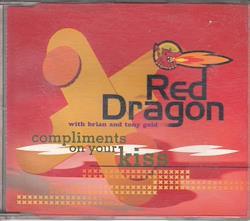 Red
Dragon
with brian and tony gold
compliments
on your
kiss